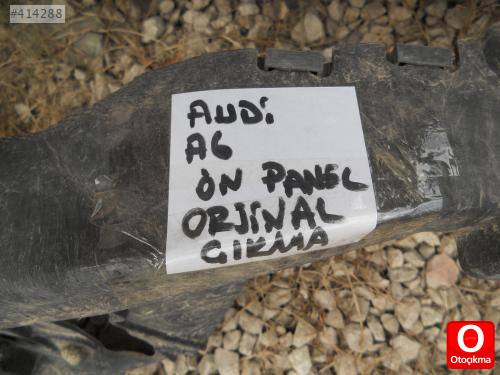 #414288
AUDi
A6
ÖN PANEL
ORJİNAL
ÇIKMA
O
Otoçıkma